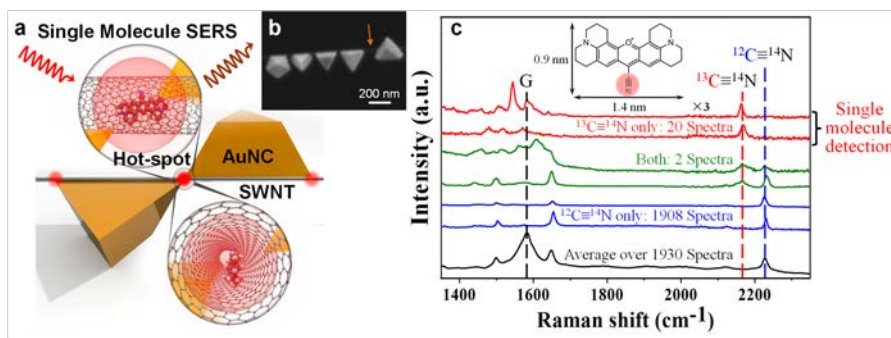 a
Single Molecule SERS
Hot-spot
AuNC
SWNT
b
200 nm
c
0.9 nm
1.4 nm
O⁺
N
N
N
×3
G
¹²C≡¹⁴N
¹³C≡¹⁴N
¹³C≡¹⁴N only: 20 Spectra
Both: 2 Spectra
¹²C≡¹⁴N only: 1908 Spectra
Average over 1930 Spectra
Single
molecule
detection
Intensity (a.u.)
1400 1600 1800 2000 2200
Raman shift (cm⁻¹)